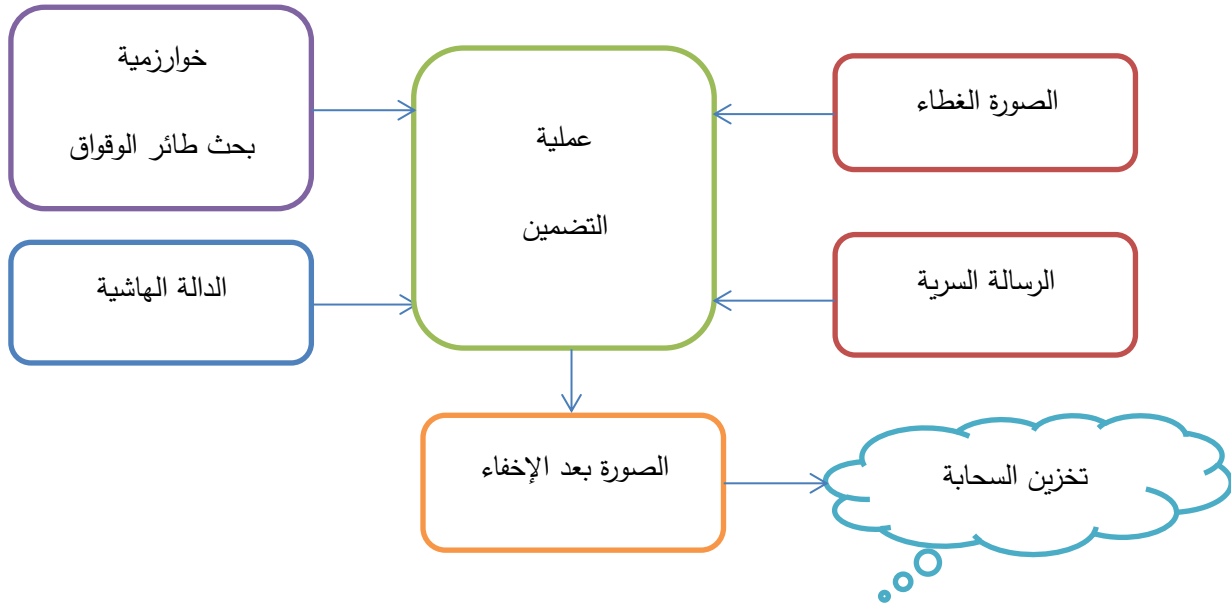 خوارزمية
بحث طائر الوقواق
عملية
التضمين
الصورة الغطاء
الدالة الهاشية
الرسالة السرية
الصورة بعد الإخفاء
تخزين السحابة